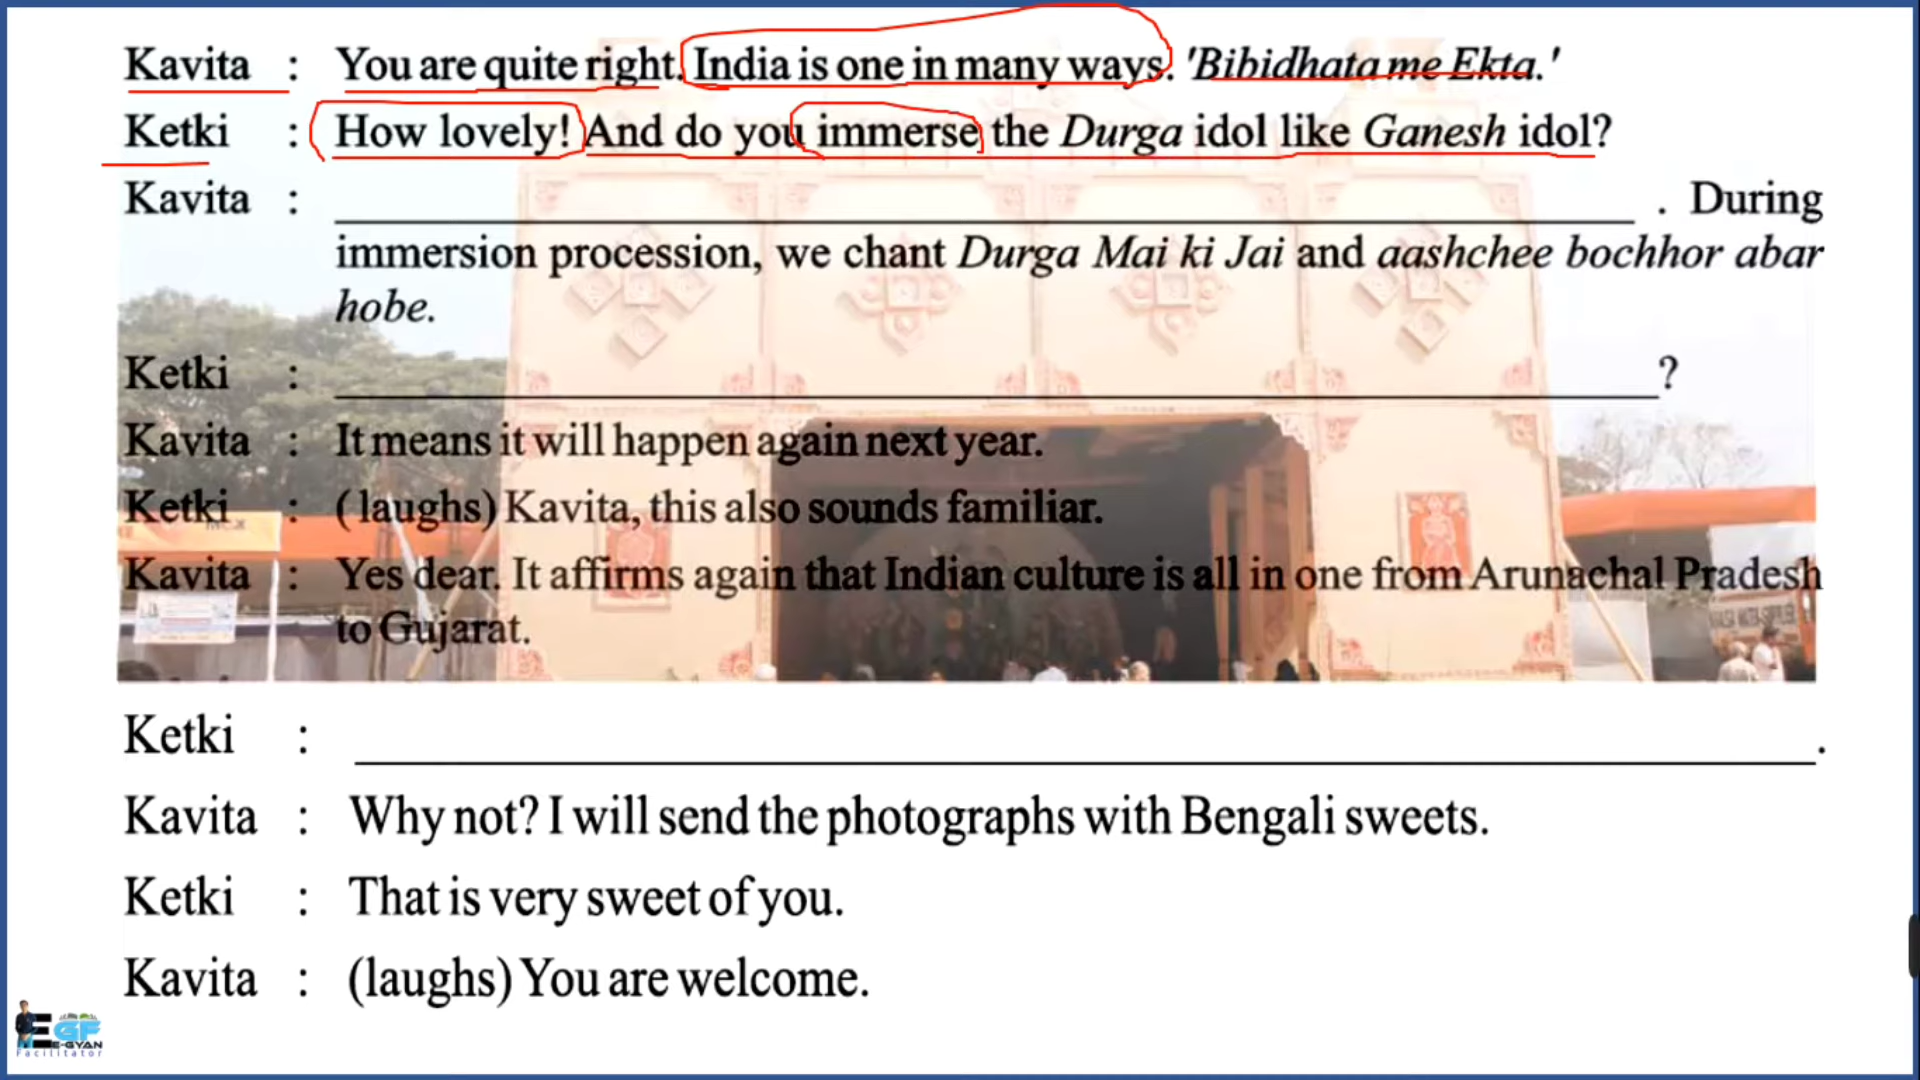 Kavita : You are quite right. India is one in many ways. 'Bibidhata me Ekta.'
Ketki : How lovely! And do you immerse the Durga idol like Ganesh idol?
Kavita : ______________________________ . During
immersion procession, we chant Durga Mai ki Jai and aashchee bochhor abar
hobe.
Ketki : ______________________________ ?
Kavita : It means it will happen again next year.
Ketki : ( laughs) Kavita, this also sounds familiar.
Kavita : Yes dear. It affirms again that Indian culture is all in one from Arunachal Pradesh
to Gujarat.
Ketki : ______________________________ .
Kavita : Why not? I will send the photographs with Bengali sweets.
Ketki : That is very sweet of you.
Kavita : (laughs) You are welcome.
EGF
E-GYAN
Facilitator